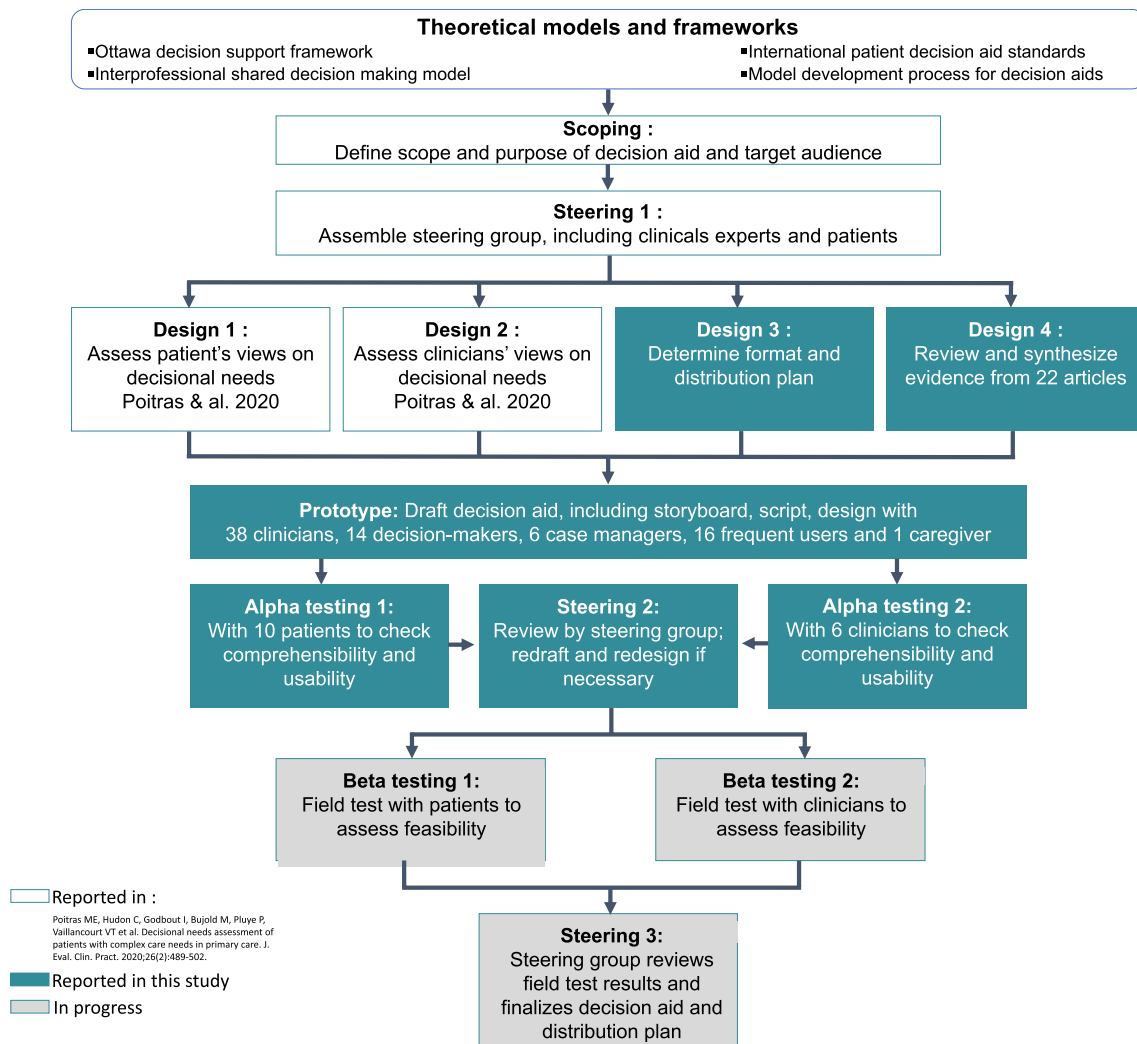 Theoretical models and frameworks
▪Ottawa decision support framework
▪Interprofessional shared decision making model
▪International patient decision aid standards
▪Model development process for decision aids
Scoping :
Define scope and purpose of decision aid and target audience
Steering 1 :
Assemble steering group, including clinicals experts and patients
Design 1 :
Assess patient's views on
decisional needs
Poitras & al. 2020
Design 2 :
Assess clinicians' views on
decisional needs
Poitras & al. 2020
Design 3 :
Determine format and
distribution plan
Design 4 :
Review and synthesize
evidence from 22 articles
Prototype: Draft decision aid, including storyboard, script, design with
38 clinicians, 14 decision-makers, 6 case managers, 16 frequent users and 1 caregiver
Alpha testing 1:
With 10 patients to check
comprehensibility and
usability
Steering 2:
Review by steering group;
redraft and redesign if
necessary
Alpha testing 2:
With 6 clinicians to check
comprehensibility and
usability
Beta testing 1:
Field test with patients to
assess feasibility
Beta testing 2:
Field test with clinicians to
assess feasibility
Steering 3:
Steering group reviews
field test results and
finalizes decision aid and
distribution plan
Reported in :
Poitras ME, Hudon C, Godbout I, Bujold M, Pluye P,
Vaillancourt VT et al. Decisional needs assessment of
patients with complex care needs in primary care. J.
Eval. Clin. Pract. 2020;26(2):489-502.
Reported in this study
In progress